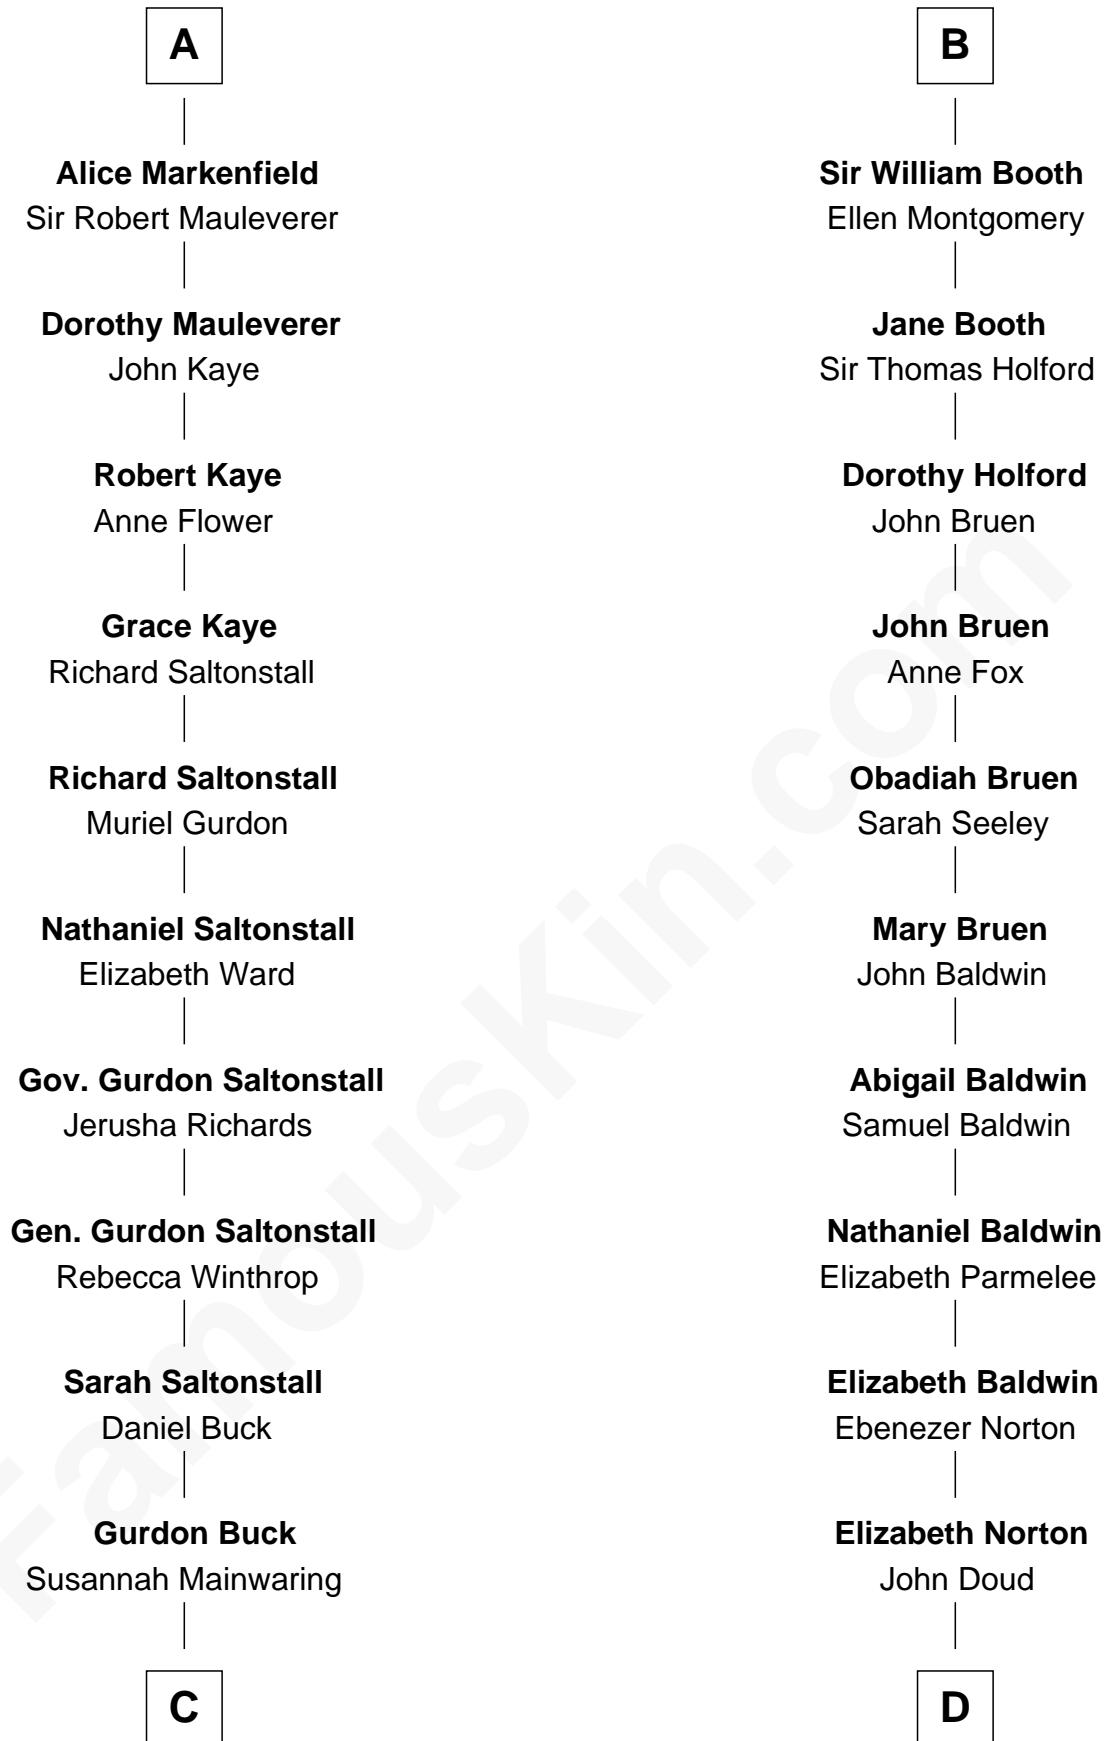 A
Alice Markenfield
Sir Robert Mauleverer
Dorothy Mauleverer
John Kaye
Robert Kaye
Anne Flower
Grace Kaye
Richard Saltonstall
Richard Saltonstall
Muriel Gurdon
Nathaniel Saltonstall
Elizabeth Ward
Gov. Gurdon Saltonstall
Jerusha Richards
Gen. Gurdon Saltonstall
Rebecca Winthrop
Sarah Saltonstall
Daniel Buck
Gurdon Buck
Susannah Mainwaring
C
B
Sir William Booth
Ellen Montgomery
Jane Booth
Sir Thomas Holford
Dorothy Holford
John Bruen
John Bruen
Anne Fox
Obadiah Bruen
Sarah Seeley
Mary Bruen
John Baldwin
Abigail Baldwin
Samuel Baldwin
Nathaniel Baldwin
Elizabeth Parmelee
Elizabeth Baldwin
Ebenezer Norton
Elizabeth Norton
John Doud
D
FamousKin.com